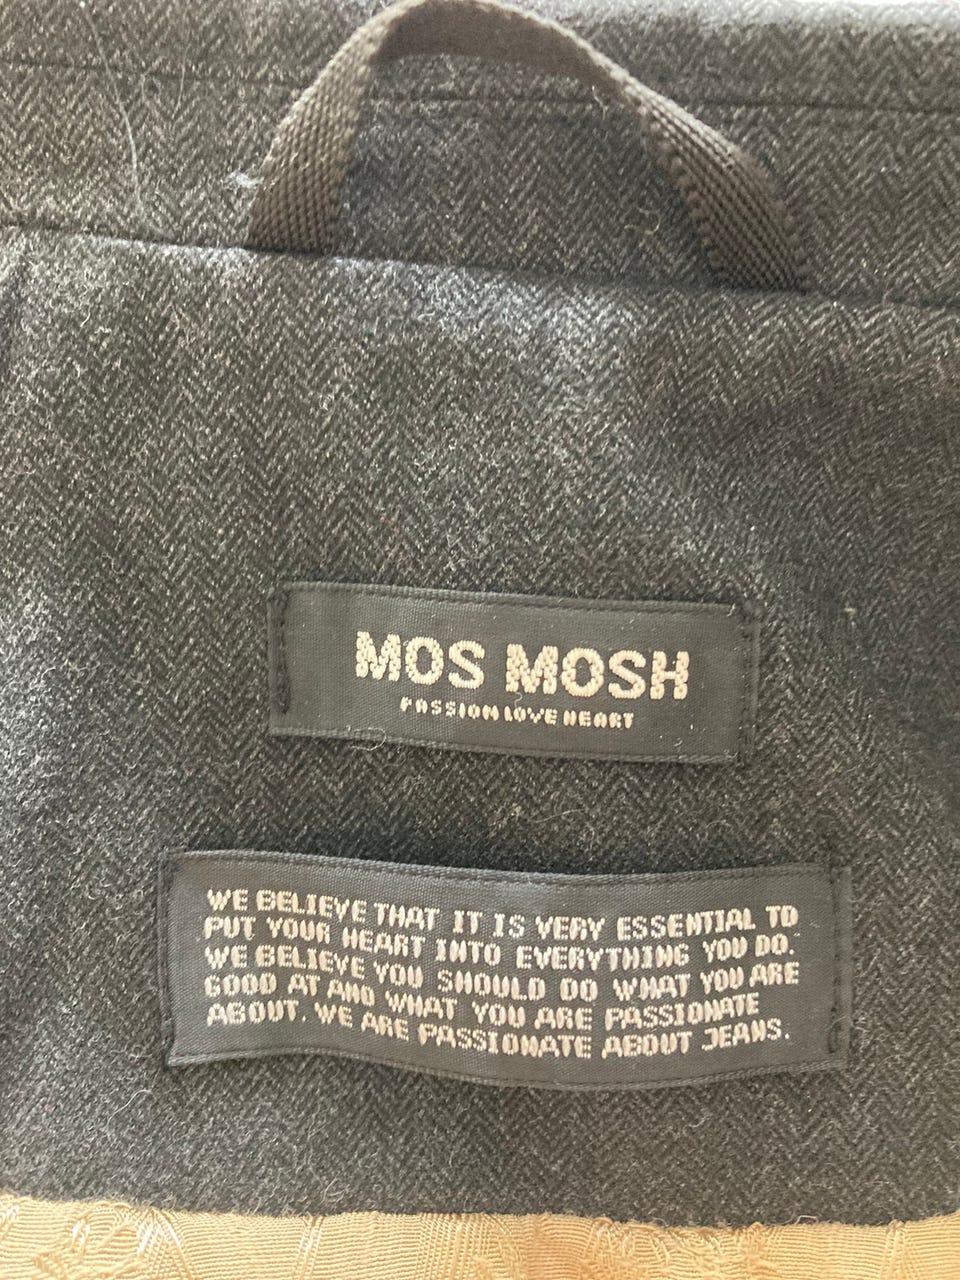 MOS MOSH
PASSION LOVE HEART
WE BELIEVE THAT IT IS VERY ESSENTIAL TO
PUT YOUR HEART INTO EVERYTHING YOU DO.
WE BELIEVE YOU SHOULD DO WHAT YOU ARE
GOOD AT AND WHAT YOU ARE PASSIONATE
ABOUT. WE ARE PASSIONATE ABOUT JEANS.